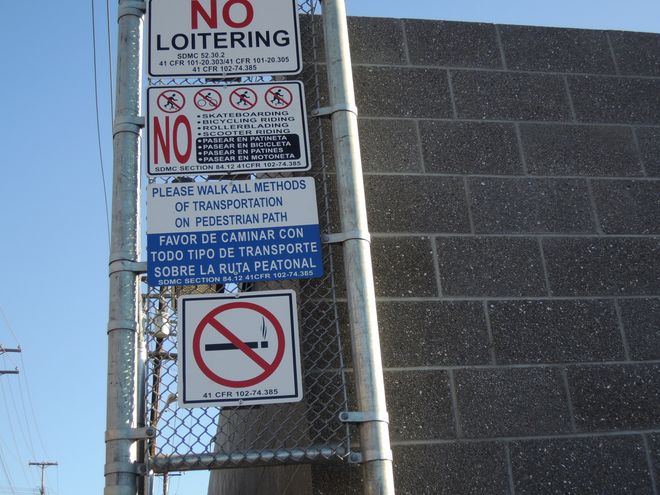 NO
LOITERING
SDMC 52.30.2
41 CFR 101-20.303/41 CFR 101-20.305
41 CFR 102-74.385
NO
• SKATEBOARDING
• BICYCLING RIDING
• ROLLERBLADING
• SCOOTER RIDING
• PASEAR EN PATINETA
• PASEAR EN BICICLETA
• PASEAR EN PATINES
• PASEAR EN MOTONETA
SDMC SECTION 84.12 41CFR 102-74.385
PLEASE WALK ALL METHODS
OF TRANSPORTATION
ON PEDESTRIAN PATH
FAVOR DE CAMINAR CON
TODO TIPO DE TRANSPORTE
SOBRE LA RUTA PEATONAL
SDMC SECTION 84.12 41CFR 102-74.385
41 CFR 102-74.385